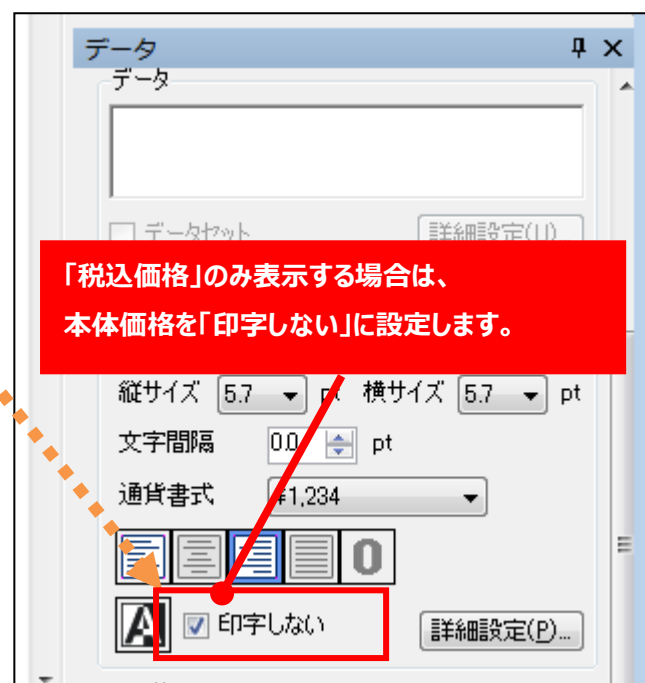 データ
データ
データセット
詳細設定(U)...
「税込価格」のみ表示する場合は、
本体価格を「印字しない」に設定します。
縦サイズ 5.7 pt 横サイズ 5.7 pt
文字間隔 0.0 pt
通貨書式 ¥1,234
0
A 印字しない 詳細設定(P)...